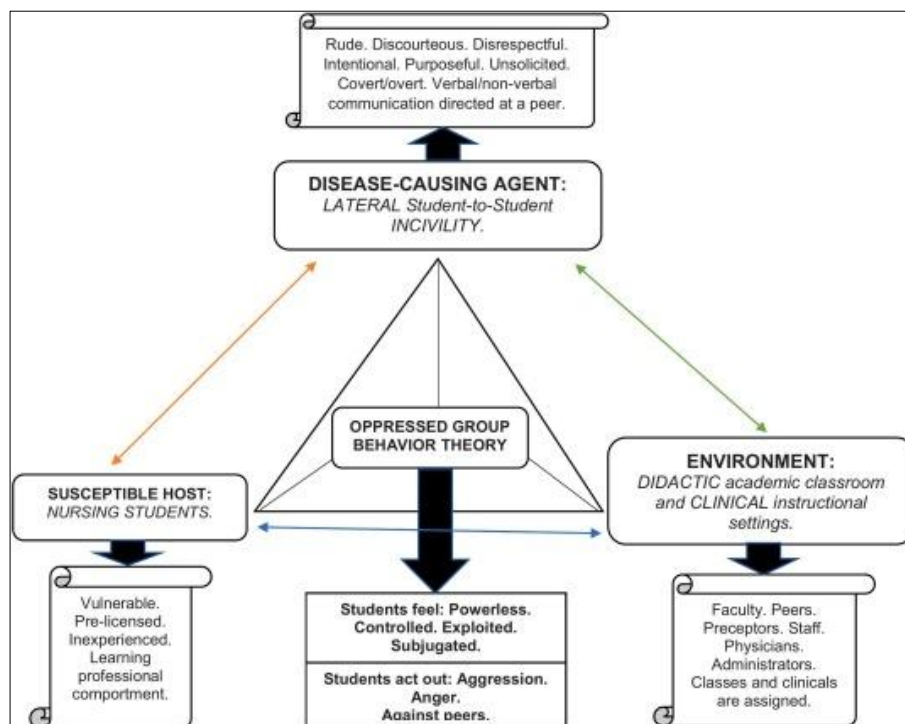 Rude. Discourteous. Disrespectful.
Intentional. Purposeful. Unsolicited.
Covert/overt. Verbal/non-verbal
communication directed at a peer.
DISEASE-CAUSING AGENT:
LATERAL Student-to-Student
INCIVILITY.
OPPRESSED GROUP
BEHAVIOR THEORY
SUSCEPTIBLE HOST:
NURSING STUDENTS.
ENVIRONMENT:
DIDACTIC academic classroom
and CLINICAL instructional
settings.
Vulnerable.
Pre-licensed.
Inexperienced.
Learning
professional
comportment.
Students feel: Powerless.
Controlled. Exploited.
Subjugated.
Students act out: Aggression.
Anger.
Against peers.
Faculty. Peers.
Preceptors. Staff.
Physicians.
Administrators.
Classes and clinicals
are assigned.